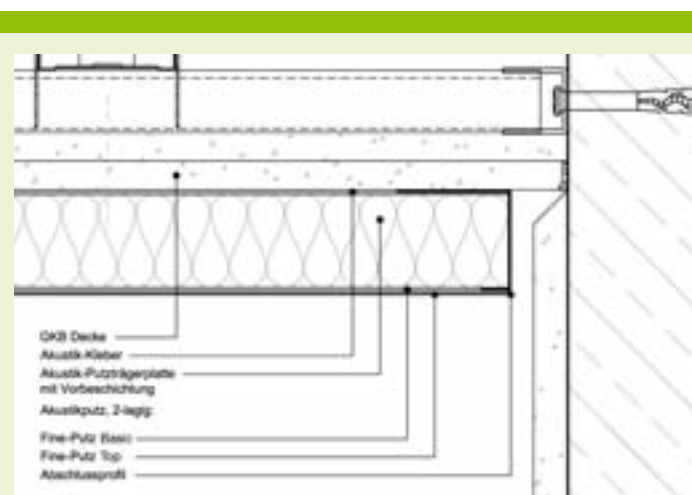 GKB Decke
Akustik-Kleber
Akustik-Putzträgerplatte
mit Vorbeschichtung
Akustikputz, 2-lagig:
Fine-Putz Basic
Fine-Putz Top
Abschlussprofil